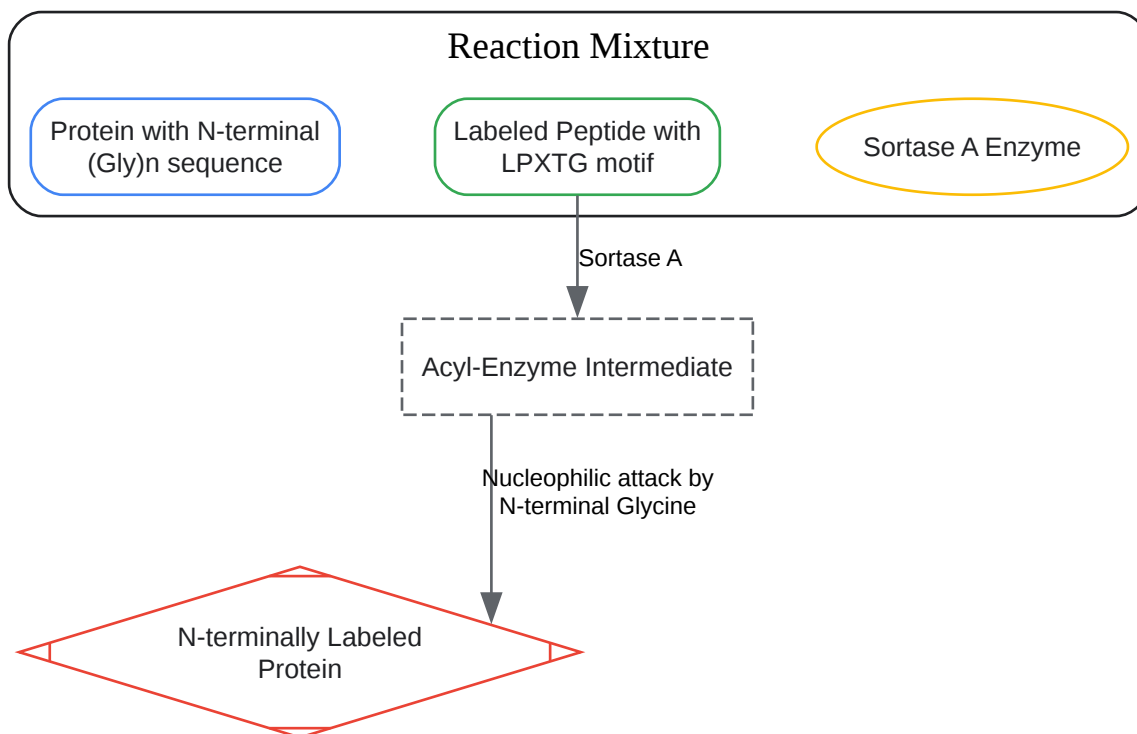 Reaction Mixture
Protein with N-terminal
(Gly)n sequence
Labeled Peptide with
LPXTG motif
Sortase A Enzyme
Sortase A
Acyl-Enzyme Intermediate
Nucleophilic attack by
N-terminal Glycine
N-terminally Labeled
Protein